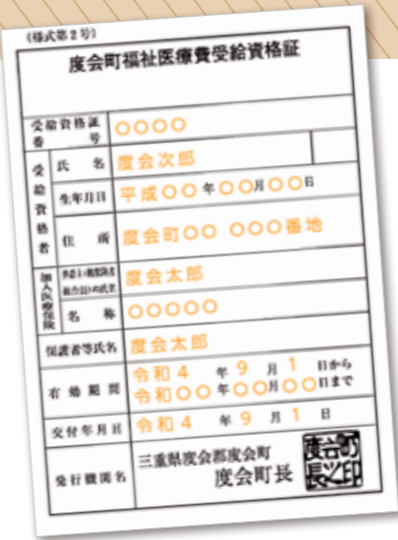 (様式第2号)
度会町福祉医療費受給資格証
受給資格証番号 ○○○○
受給資格者
氏名 度会次郎
生年月日 平成○○年○○月○○日
住所 度会町○○ ○○○番地
加入医療保険
度会太郎
名称 ○○○○○
保護者等氏名 度会太郎
有効期間 令和4年9月1日から
令和○○年○○月○○日まで
交付年月日 令和4年9月1日
発行機関名 三重県度会郡度会町
度会町長
度会町長之印